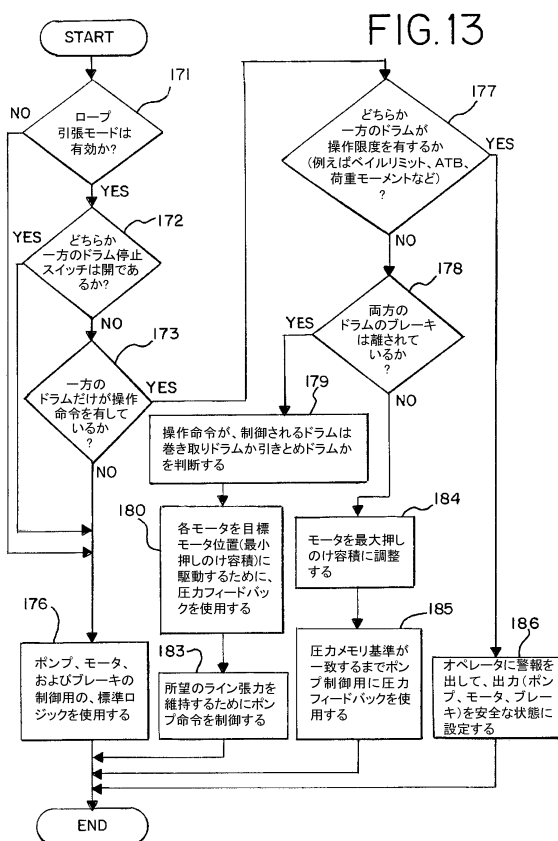 FIG.13
START
171
NO
ロープ
引張モードは
有効か?
YES
172
YES
どちらか
一方のドラム停止
スイッチは開であ
るか?
NO
173
一方の
ドラムだけが操作
命令を有して
いるか
?
YES
NO
177
どちらか
一方のドラムが
操作限度を有するか
(例えばベイルリミット、ATB、
荷重モーメントなど)
?
YES
NO
178
両方の
ドラムのブレーキ
は離されて
いるか
?
YES
NO
179
操作命令が、制御されるドラムは
巻き取りドラムか引きとめドラムか
を判断する
180
各モータを目標
モータ位置(最小
押しのけ容積)に
駆動するために、
圧力フィードバ
ックを使用する
184
モータを最大押し
のけ容積に調整
する
176
ポンプ、モータ、
およびブレーキの
制御用の、標準ロ
ジックを使用する
183
所望のライン張力を
維持するためにポン
プ命令を制御する
185
圧力メモリ基準が
一致するまでポン
プ制御用に圧力
フィードバックを使
用する
186
オペレータに警報を
出して、出力(ポン
プ、モータ、ブレ
ーキ)を安全な状態に
設定する
END